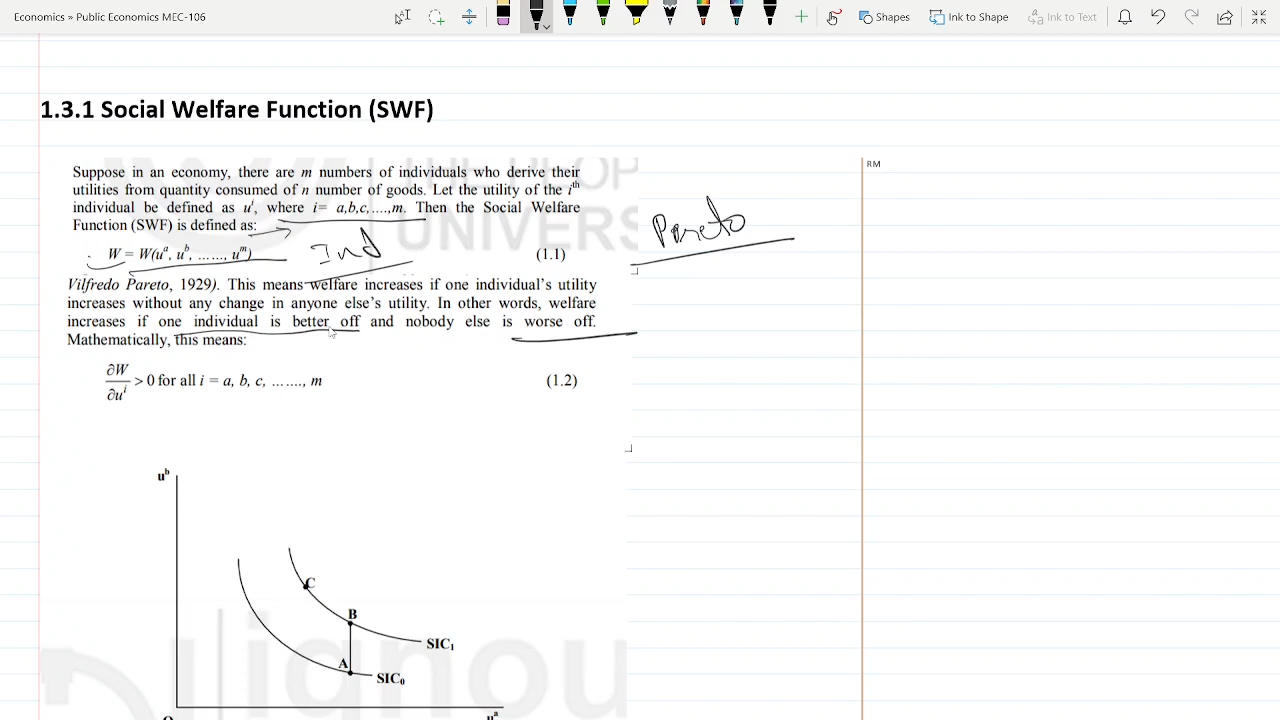 Economics » Public Economics MEC-106
Shapes
Ink to Shape
Ink to Text
1.3.1 Social Welfare Function (SWF)
RM
THE PEOP
UNIVERS
Suppose in an economy, there are m numbers of individuals who derive their
utilities from quantity consumed of n number of goods. Let the utility of the iᵗʰ
individual be defined as uⁱ, where i= a,b,c,....,m. Then the Social Welfare
Function (SWF) is defined as:
Pareto
W = W(uᵃ, uᵇ, ……, uᵐ) Ind (1.1)
Vilfredo Pareto, 1929). This means welfare increases if one individual’s utility
increases without any change in anyone else’s utility. In other words, welfare
increases if one individual is better off and nobody else is worse off.
Mathematically, this means:
∂W/∂uⁱ > 0 for all i = a, b, c, ……., m (1.2)
uᵇ
C
B
SIC₁
A
SIC₀
ignou
O uᵃ